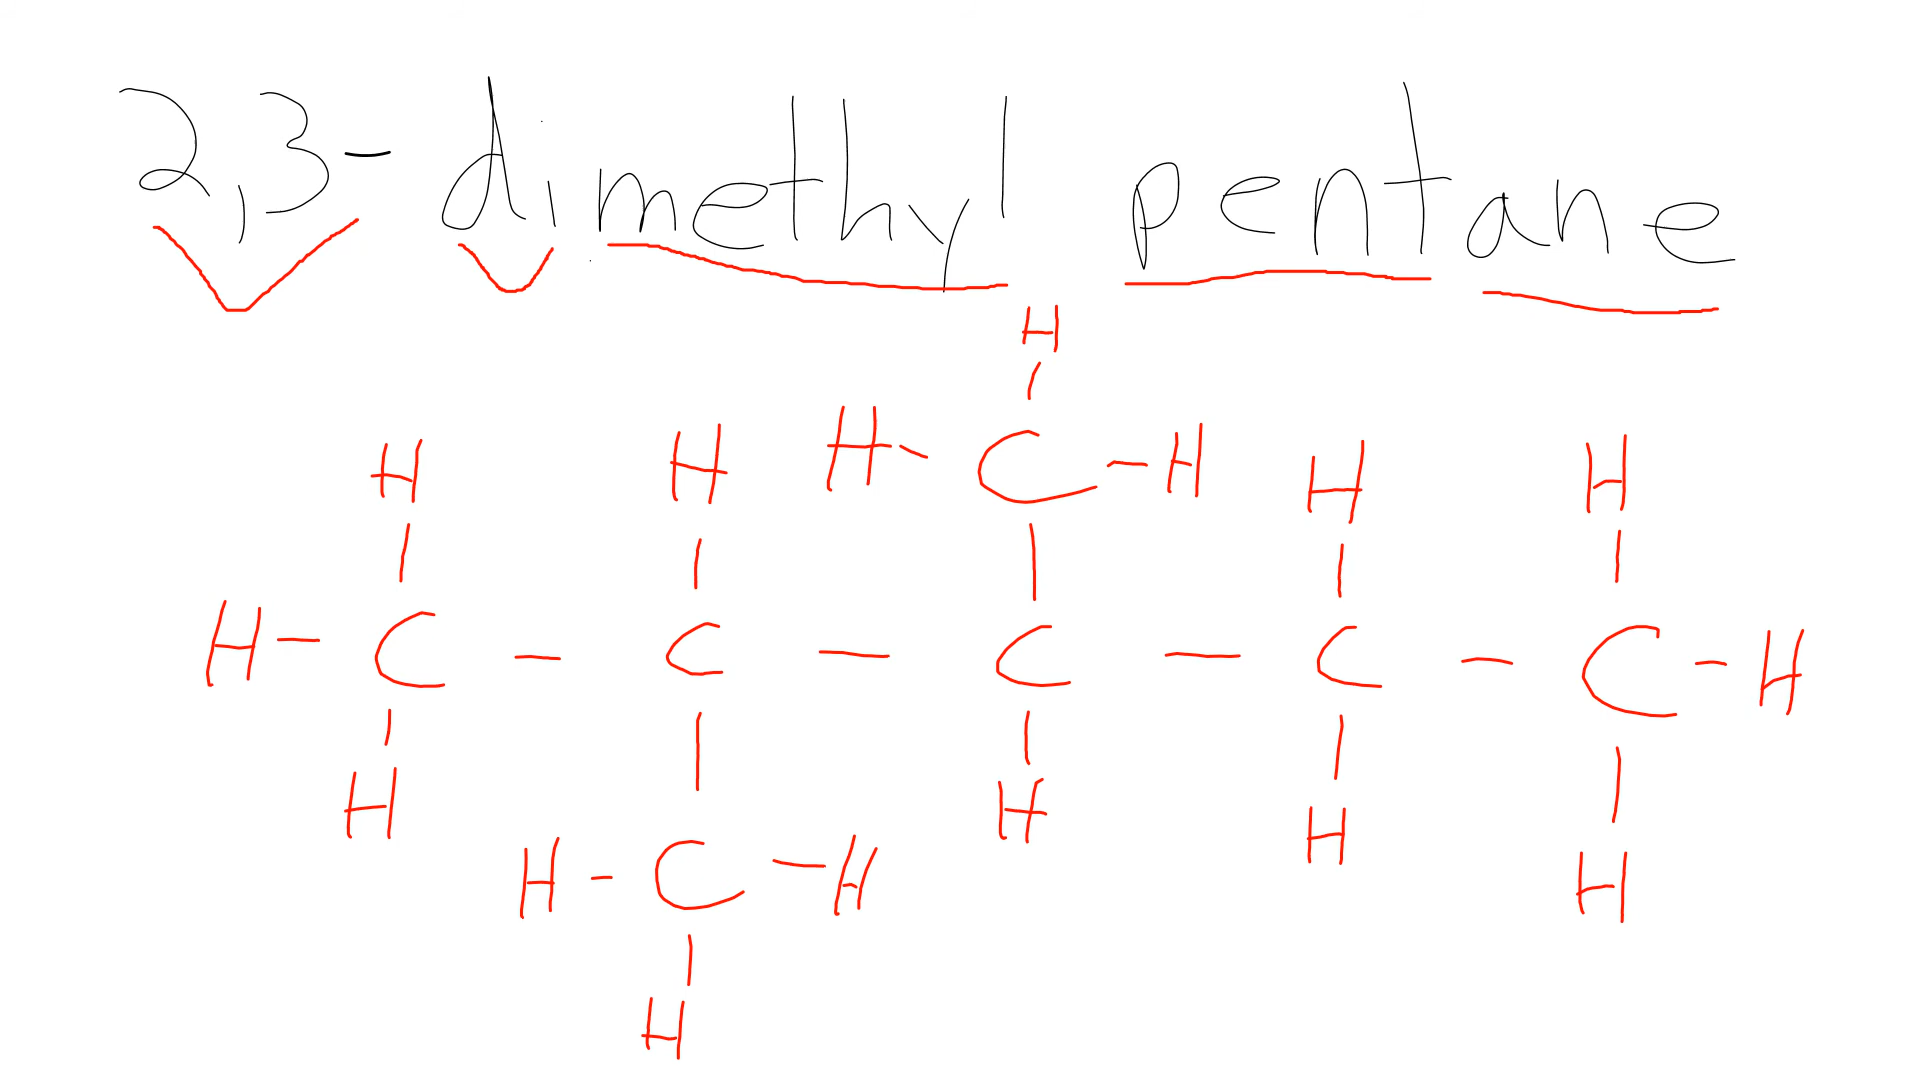 2,3- dimethyl pentane
H
H H H - C - H H H
H - C - C - C - C - C - H
H H H H
H - C - H
H